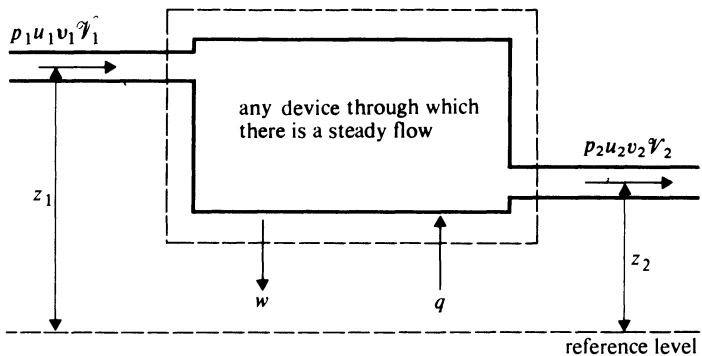 p₁u₁v₁𝒱₁
any device through which
there is a steady flow
p₂u₂v₂𝒱₂
z₁
z₂
w
q
reference level